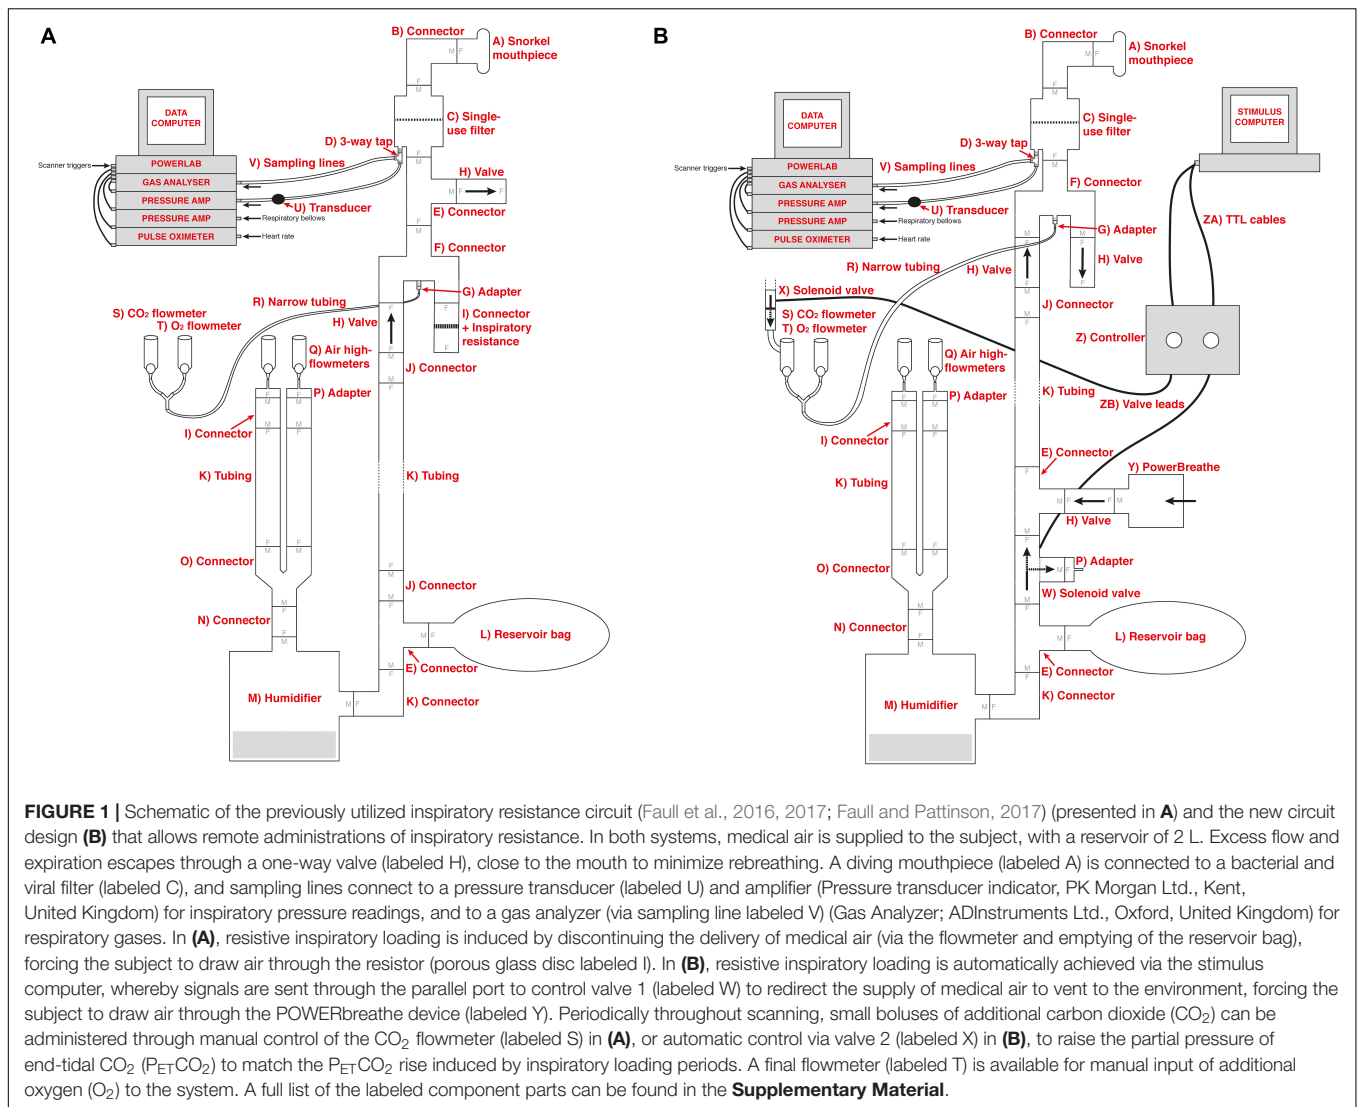 A
B) Connector
A) Snorkel
mouthpiece
M F
F
M
DATA
COMPUTER
C) Single-
use filter
D) 3-way tap
Scanner triggers
POWERLAB
V) Sampling lines
F
M
GAS ANALYSER
H) Valve
PRESSURE AMP
M F
F
U) Transducer
E) Connector
PRESSURE AMP
Respiratory bellows
M
F
PULSE OXIMETER
Heart rate
F) Connector
R) Narrow tubing
G) Adapter
S) CO2 flowmeter
T) O2 flowmeter
H) Valve
F
F
I) Connector
+ Inspiratory
resistance
Q) Air high-
flowmeters
M
F
F
J) Connector
M
F
P) Adapter
F
M
F
M
I) Connector
M
F
M
F
K) Tubing
K) Tubing
F
M
F
M
O) Connector
M
F
J) Connector
M
F
M
F
N) Connector
M F
L) Reservoir bag
F
M
E) Connector
M
F
M) Humidifier
M F
K) Connector
B
B) Connector
A) Snorkel
mouthpiece
M F
F
M
DATA
COMPUTER
STIMULUS
COMPUTER
C) Single-
use filter
D) 3-way tap
Scanner triggers
POWERLAB
V) Sampling lines
F
M
GAS ANALYSER
F) Connector
PRESSURE AMP
U) Transducer
PRESSURE AMP
Respiratory bellows
ZA) TTL cables
PULSE OXIMETER
Heart rate
G) Adapter
M
F
M
F
R) Narrow tubing
H) Valve
H) Valve
X) Solenoid valve
M
F
J) Connector
S) CO2 flowmeter
T) O2 flowmeter
M
F
Z) Controller
Q) Air high-
flowmeters
P) Adapter
K) Tubing
F
M
F
M
ZB) Valve leads
I) Connector
M
F
M
F
E) Connector
F
Y) PowerBreathe
K) Tubing
M F
F M
H) Valve
M
F
F
M
F
M
O) Connector
M F
P) Adapter
W) Solenoid valve
M
F
M
F
N) Connector
M F
L) Reservoir bag
F
M
E) Connector
M
F
M) Humidifier
M F
K) Connector
FIGURE 1 | Schematic of the previously utilized inspiratory resistance circuit (Faull et al., 2016, 2017; Faull and Pattinson, 2017) (presented in A) and the new circuit
design (B) that allows remote administrations of inspiratory resistance. In both systems, medical air is supplied to the subject, with a reservoir of 2 L. Excess flow and
expiration escapes through a one-way valve (labeled H), close to the mouth to minimize rebreathing. A diving mouthpiece (labeled A) is connected to a bacterial and
viral filter (labeled C), and sampling lines connect to a pressure transducer (labeled U) and amplifier (Pressure transducer indicator, PK Morgan Ltd., Kent,
United Kingdom) for inspiratory pressure readings, and to a gas analyzer (via sampling line labeled V) (Gas Analyzer; ADInstruments Ltd., Oxford, United Kingdom) for
respiratory gases. In (A), resistive inspiratory loading is induced by discontinuing the delivery of medical air (via the flowmeter and emptying of the reservoir bag),
forcing the subject to draw air through the resistor (porous glass disc labeled I). In (B), resistive inspiratory loading is automatically achieved via the stimulus
computer, whereby signals are sent through the parallel port to control valve 1 (labeled W) to redirect the supply of medical air to vent to the environment, forcing the
subject to draw air through the POWERbreathe device (labeled Y). Periodically throughout scanning, small boluses of additional carbon dioxide (CO2) can be
administered through manual control of the CO2 flowmeter (labeled S) in (A), or automatic control via valve 2 (labeled X) in (B), to raise the partial pressure of
end-tidal CO2 (PETCO2) to match the PETCO2 rise induced by inspiratory loading periods. A final flowmeter (labeled T) is available for manual input of additional
oxygen (O2) to the system. A full list of the labeled component parts can be found in the Supplementary Material.